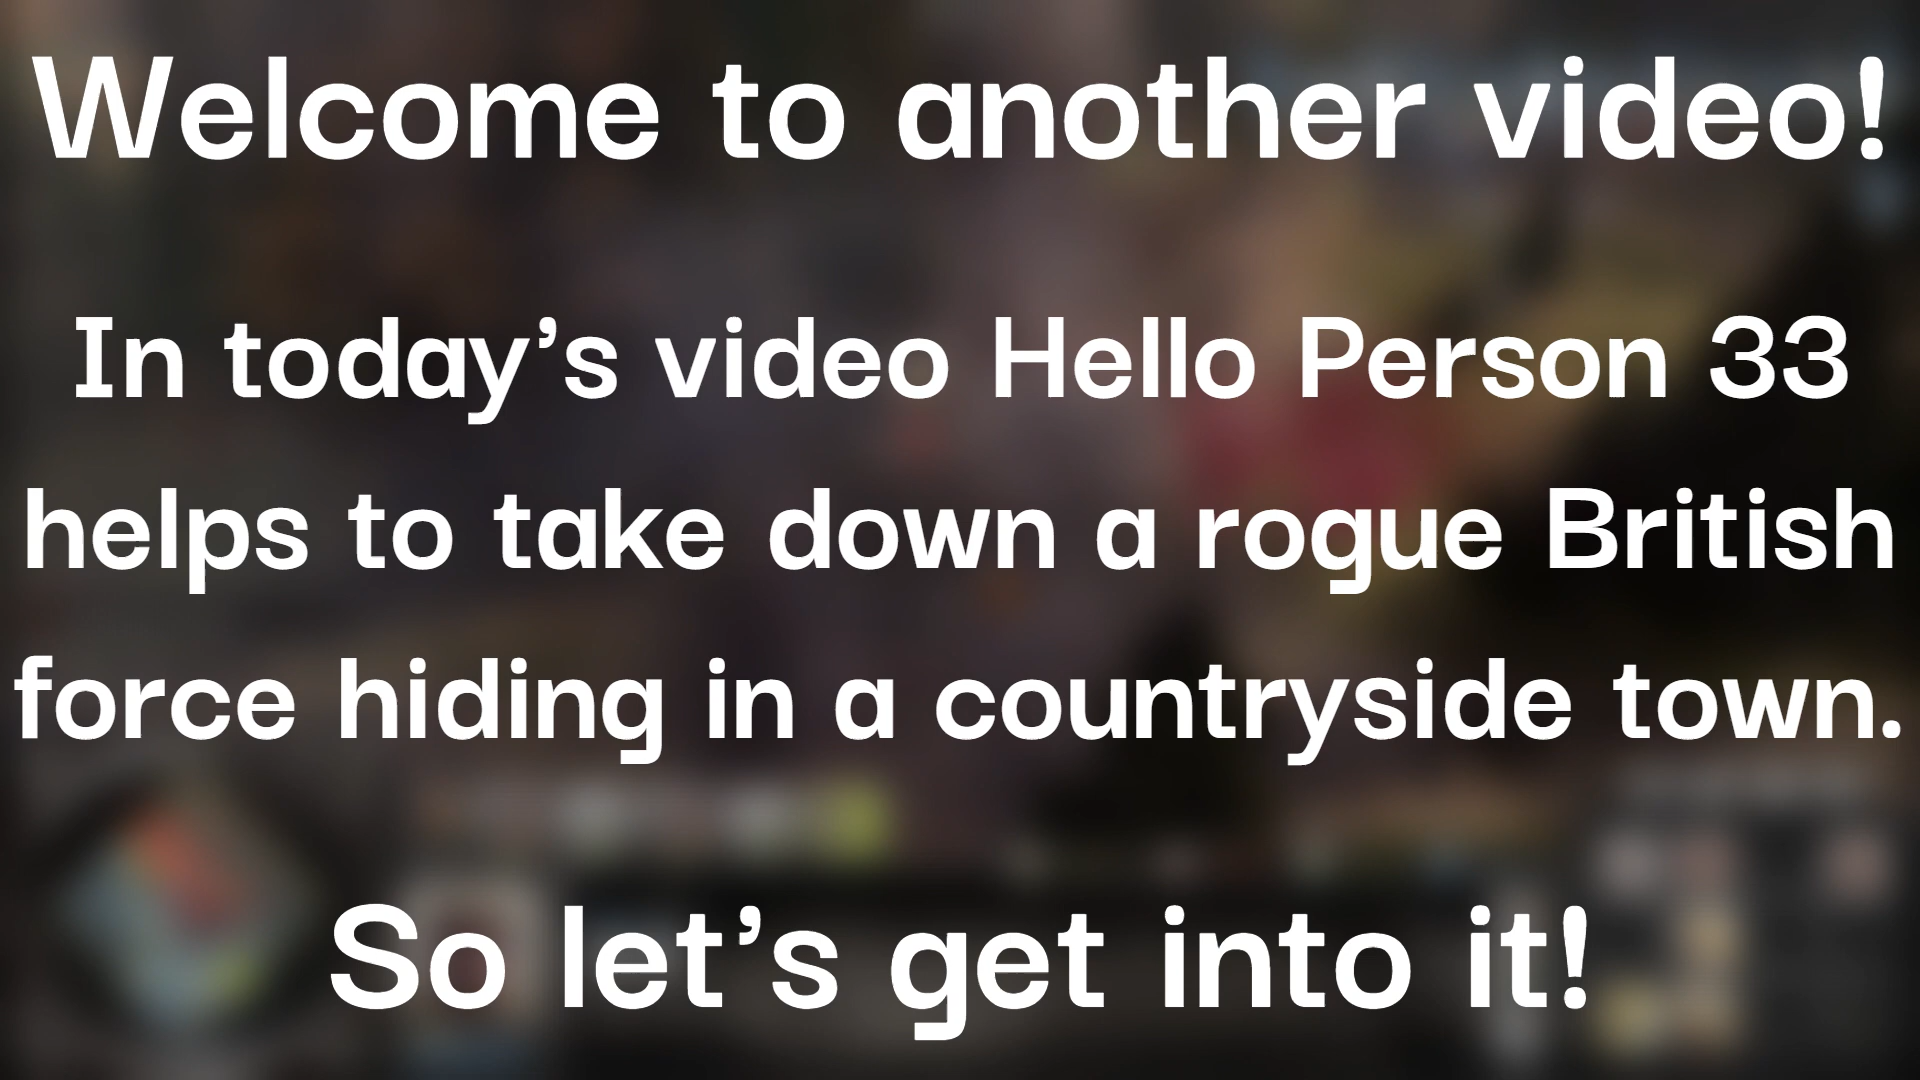 Welcome to another video!
In today’s video Hello Person 33
helps to take down a rogue British
force hiding in a countryside town.
So let’s get into it!